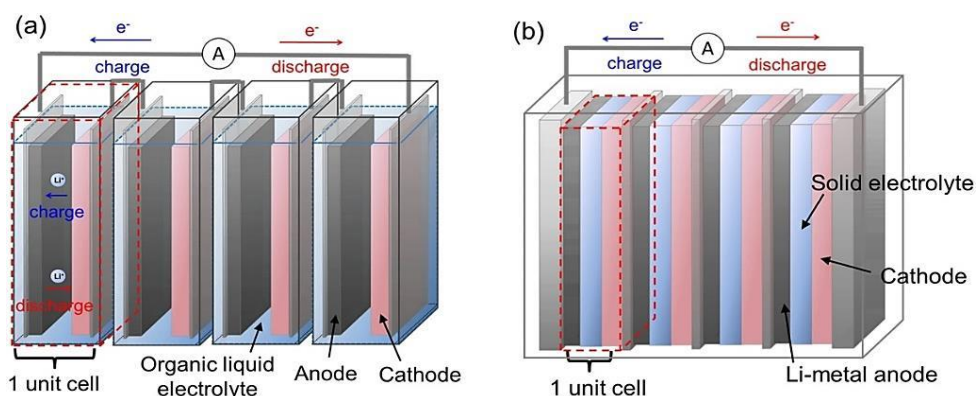 (a)
e-
e-
A
charge
discharge
Li+
charge
Li+
discharge
1 unit cell
Organic liquid
electrolyte
Anode
Cathode
(b)
e-
e-
A
charge
discharge
Solid electrolyte
Cathode
Li-metal anode
1 unit cell